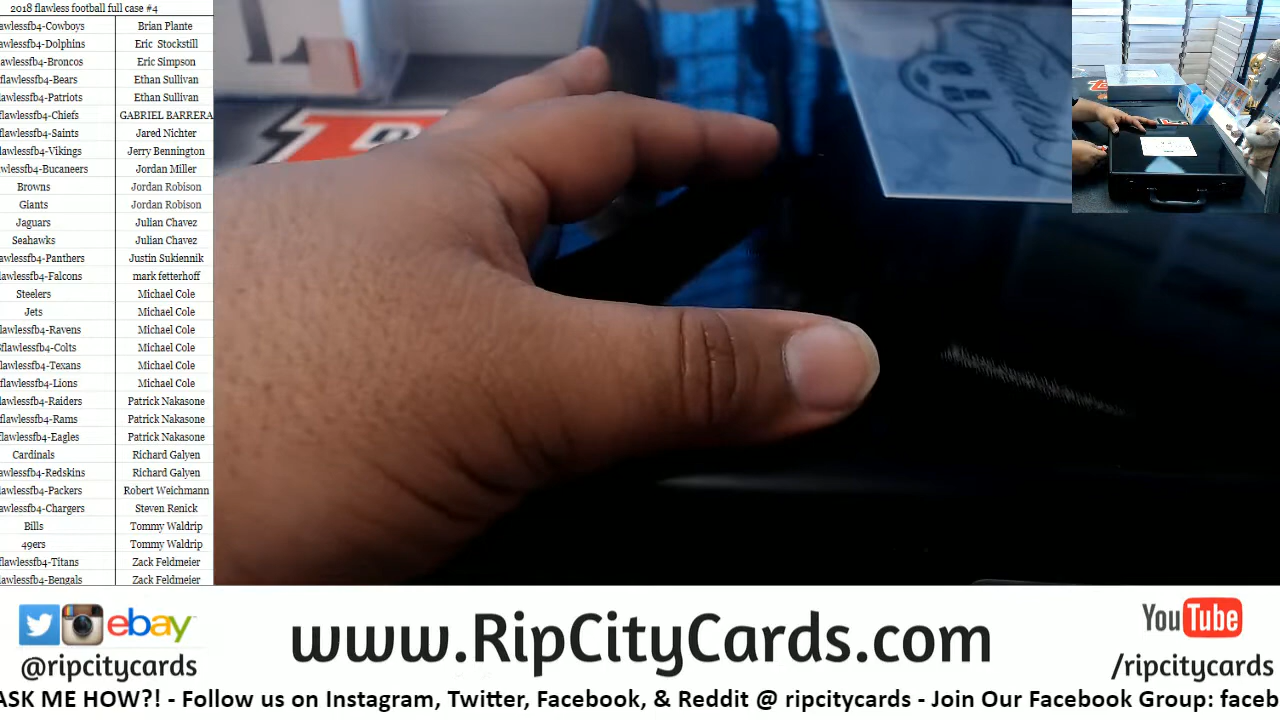 2018 flawless football full case #4
awlessfb4-Cowboys Brian Plante
awlessfb4-Dolphins Eric Stockstill
flawlessfb4-Broncos Eric Simpson
flawlessfb4-Bears Ethan Sullivan
lawlessfb4-Patriots Ethan Sullivan
flawlessfb4-Chiefs GABRIEL BARRERA
flawlessfb4-Saints Jared Nichter
lawlessfb4-Vikings Jerry Bennington
wlessfb4-Bucaneers Jordan Miller
Browns Jordan Robison
Giants Jordan Robison
Jaguars Julian Chavez
Seahawks Julian Chavez
awlessfb4-Panthers Justin Sukiennik
lawlessfb4-Falcons mark fetterhoff
Steelers Michael Cole
Jets Michael Cole
lawlessfb4-Ravens Michael Cole
flawlessfb4-Colts Michael Cole
lawlessfb4-Texans Michael Cole
flawlessfb4-Lions Michael Cole
lawlessfb4-Raiders Patrick Nakasone
flawlessfb4-Rams Patrick Nakasone
flawlessfb4-Eagles Patrick Nakasone
Cardinals Richard Galyen
awlessfb4-Redskins Richard Galyen
lawlessfb4-Packers Robert Weichmann
awlessfb4-Chargers Steven Renick
Bills Tommy Waldrip
49ers Tommy Waldrip
flawlessfb4-Titans Zack Feldmeier
lawlessfb4-Bengals Zack Feldmeier
ebay
@ripcitycards
www.RipCityCards.com
YouTube
/ripcitycards
ASK ME HOW?! - Follow us on Instagram, Twitter, Facebook, & Reddit @ ripcitycards - Join Our Facebook Group: faceb